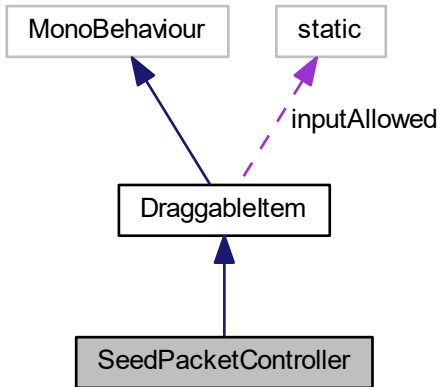 MonoBehaviour
static
inputAllowed
DraggableItem
SeedPacketController